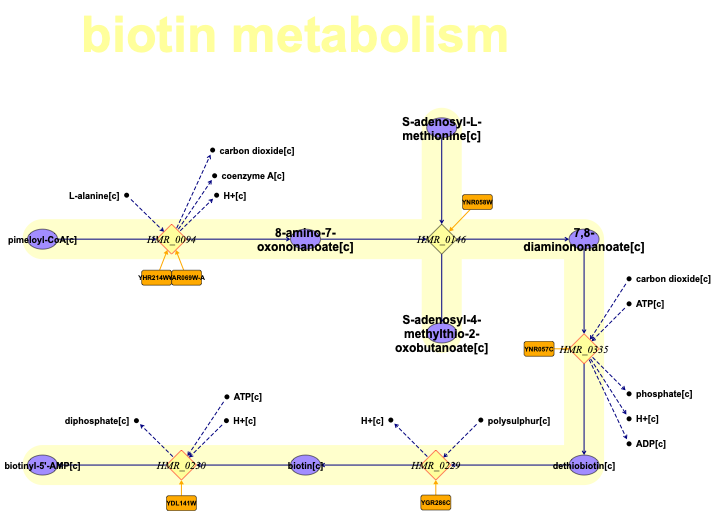 biotin metabolism
S-adenosyl-L-
methionine[c]
carbon dioxide[c]
coenzyme A[c]
L-alanine[c]
H+[c]
YNR058W
pimeloyl-CoA[c]
HMR_0094
8-amino-7-
oxononanoate[c]
HMR_0146
7,8-
diaminononanoate[c]
YHR214W
YAR069W-A
carbon dioxide[c]
ATP[c]
S-adenosyl-4-
methylthio-2-
oxobutanoate[c]
YNR057C
HMR_0335
phosphate[c]
H+[c]
ADP[c]
ATP[c]
diphosphate[c]
H+[c]
H+[c]
polysulphur[c]
biotinyl-5'-AMP[c]
HMR_0230
biotin[c]
HMR_0229
dethiobiotin[c]
YDL141W
YGR286C